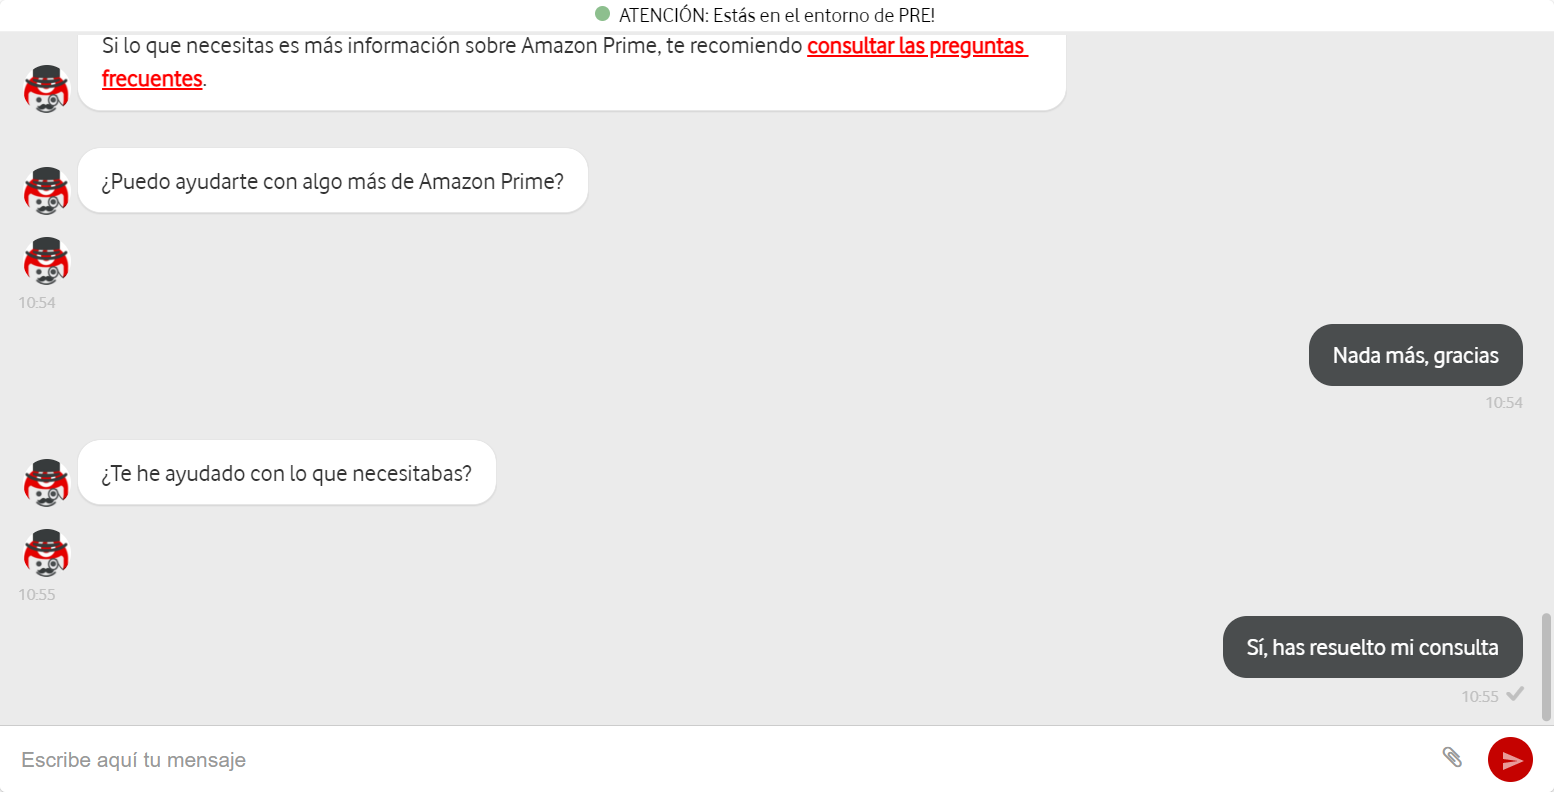 ATENCIÓN: Estás en el entorno de PRE!
Si lo que necesitas es más información sobre Amazon Prime, te recomiendo consultar las preguntas
frecuentes.
¿Puedo ayudarte con algo más de Amazon Prime?
10:54
Nada más, gracias
10:54
¿Te he ayudado con lo que necesitabas?
10:55
Sí, has resuelto mi consulta
10:55
Escribe aquí tu mensaje